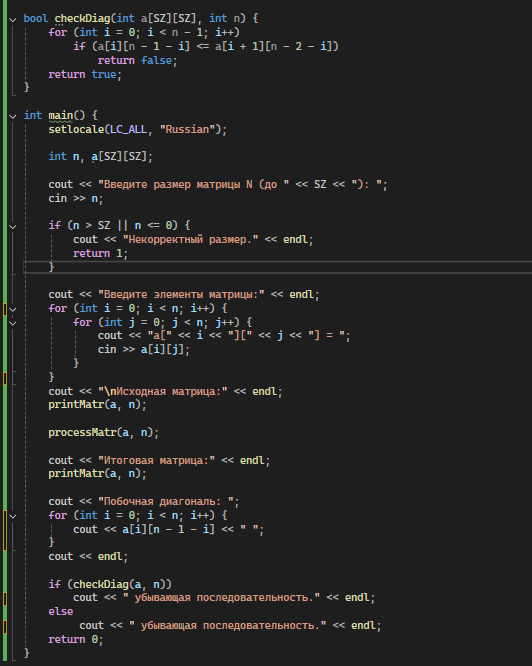 bool checkDiag(int a[SZ][SZ], int n) {
    for (int i = 0; i < n - 1; i++)
        if (a[i][n - 1 - i] <= a[i + 1][n - 2 - i])
            return false;
    return true;
}
int main() {
    setlocale(LC_ALL, "Russian");
    int n, a[SZ][SZ];
    cout << "Введите размер матрицы N (до " << SZ << "): ";
    cin >> n;
    if (n > SZ || n <= 0) {
        cout << "Некорректный размер." << endl;
        return 1;
    }
    cout << "Введите элементы матрицы:" << endl;
    for (int i = 0; i < n; i++) {
        for (int j = 0; j < n; j++) {
            cout << "a[" << i << "][" << j << "] = ";
            cin >> a[i][j];
        }
    }
    cout << "\nИсходная матрица:" << endl;
    printMatr(a, n);
    processMatr(a, n);
    cout << "Итоговая матрица:" << endl;
    printMatr(a, n);
    cout << "Побочная диагональ: ";
    for (int i = 0; i < n; i++) {
        cout << a[i][n - 1 - i] << " ";
    }
    cout << endl;
    if (checkDiag(a, n))
        cout << " убывающая последовательность." << endl;
    else
         cout << " убывающая последовательность." << endl;
    return 0;
}